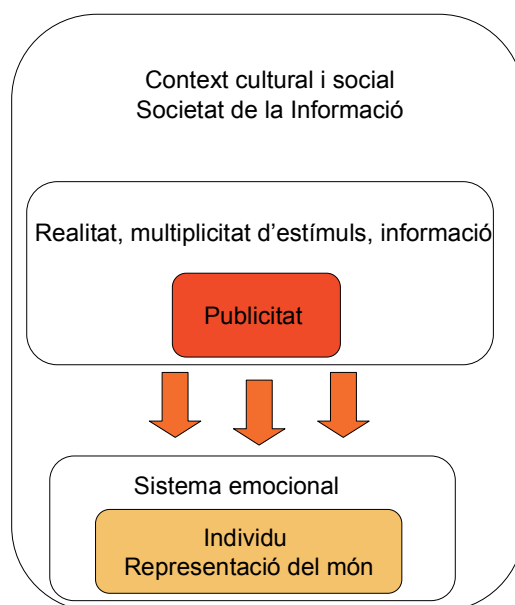 Context cultural i social
Societat de la Informació
Realitat, multiplicitat d'estímuls, informació
Publicitat
Sistema emocional
Individu
Representació del món